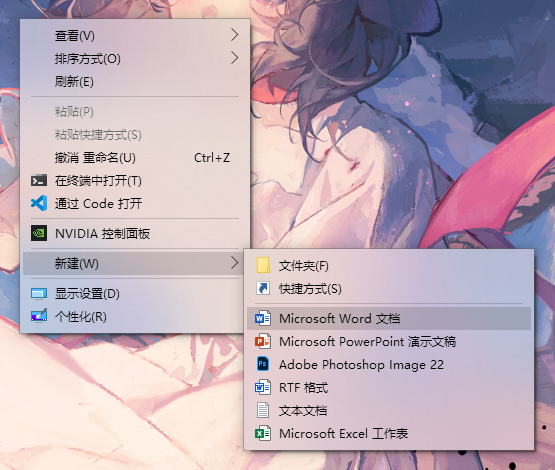 查看(V)
排序方式(O)
刷新(E)
粘贴(P)
粘贴快捷方式(S)
撤消 重命名(U) Ctrl+Z
在终端中打开(T)
通过 Code 打开
NVIDIA 控制面板
新建(W)
显示设置(D)
个性化(R)
文件夹(F)
快捷方式(S)
Microsoft Word 文档
Microsoft PowerPoint 演示文稿
Adobe Photoshop Image 22
RTF 格式
文本文档
Microsoft Excel 工作表